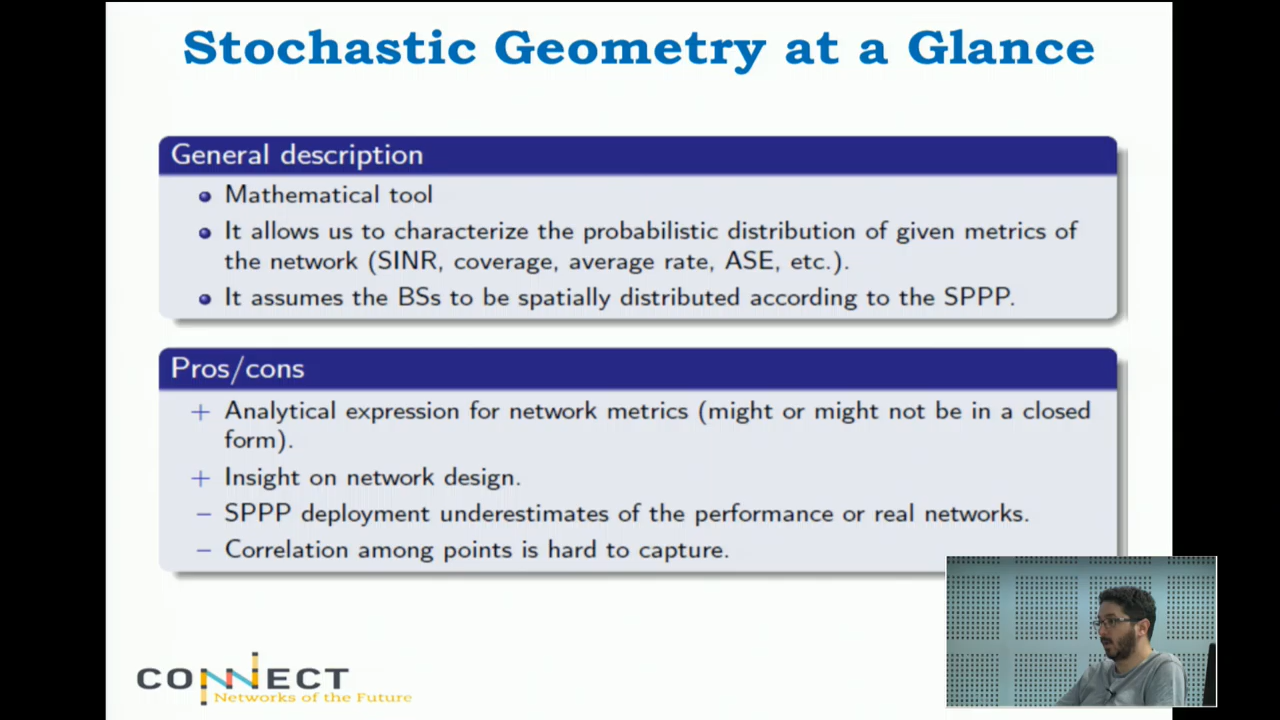 Stochastic Geometry at a Glance
General description
Mathematical tool
It allows us to characterize the probabilistic distribution of given metrics of
the network (SINR, coverage, average rate, ASE, etc.).
It assumes the BSs to be spatially distributed according to the SPPP.
Pros/cons
+ Analytical expression for network metrics (might or might not be in a closed
form).
+ Insight on network design.
– SPPP deployment underestimates of the performance or real networks.
– Correlation among points is hard to capture.
CONNECT
Networks of the Future